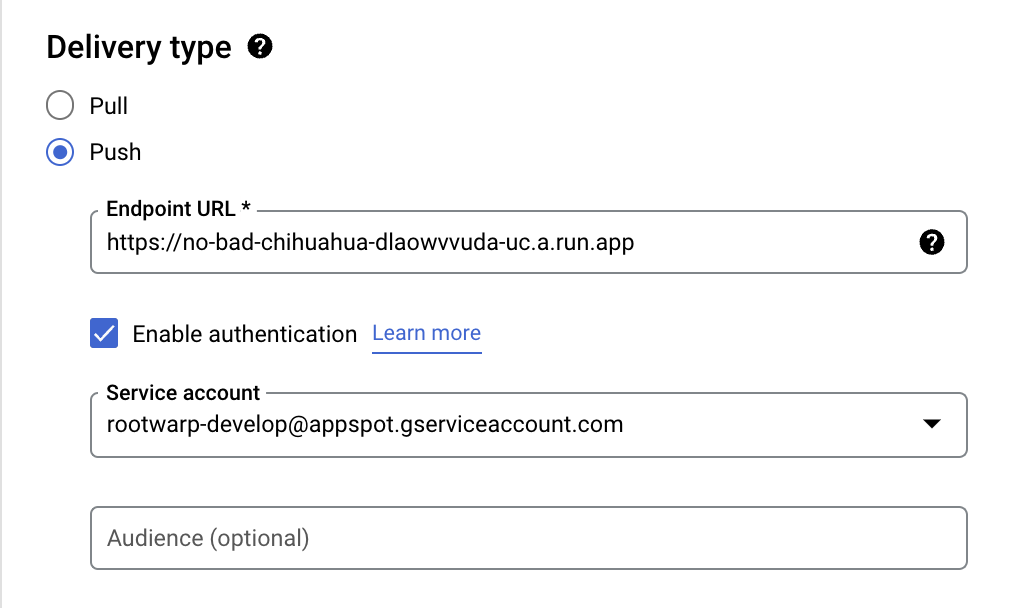 Delivery type
Pull
Push
Endpoint URL *
https://no-bad-chihuahua-dlaowvvuda-uc.a.run.app
Enable authentication Learn more
Service account
rootwarp-develop@appspot.gserviceaccount.com
Audience (optional)